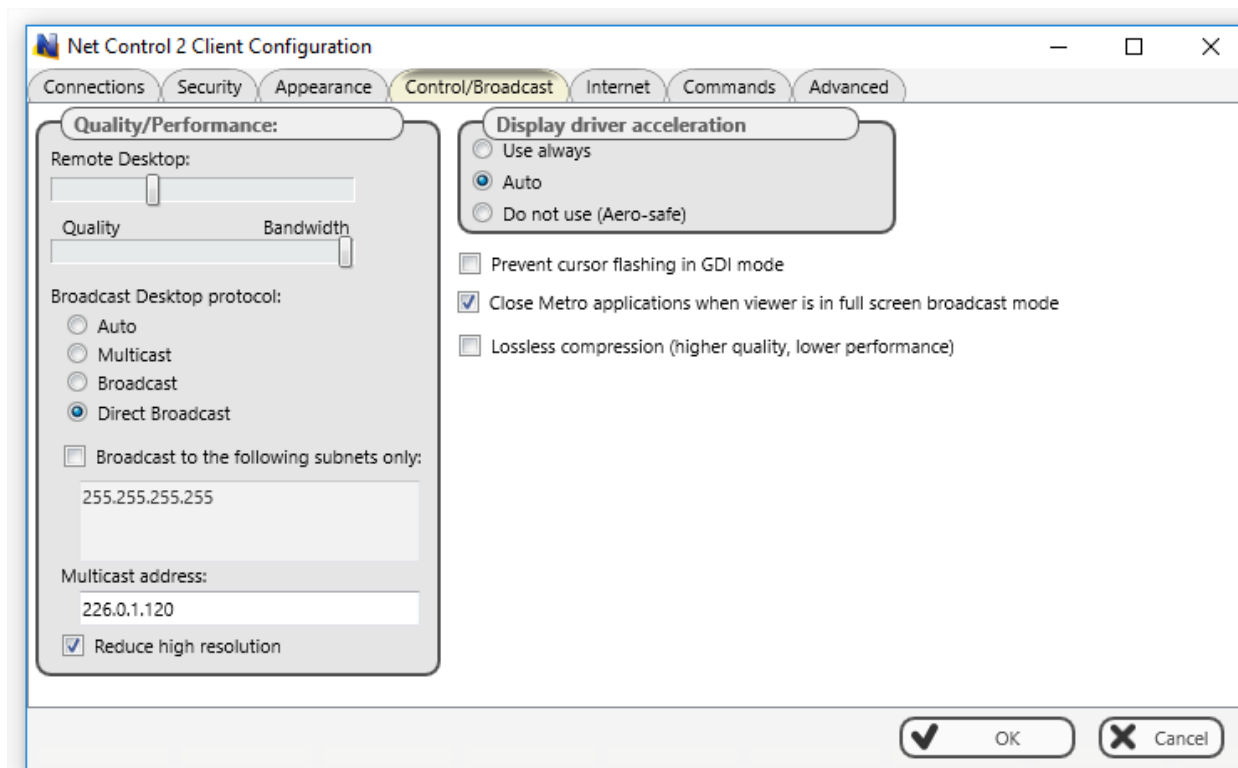 Net Control 2 Client Configuration
Connections Security Appearance Control/Broadcast Internet Commands Advanced
Quality/Performance:
Remote Desktop:
Quality Bandwidth
Broadcast Desktop protocol:
Auto
Multicast
Broadcast
Direct Broadcast
Broadcast to the following subnets only:
255.255.255.255
Multicast address:
226.0.1.120
Reduce high resolution
Display driver acceleration
Use always
Auto
Do not use (Aero-safe)
Prevent cursor flashing in GDI mode
Close Metro applications when viewer is in full screen broadcast mode
Lossless compression (higher quality, lower performance)
OK Cancel